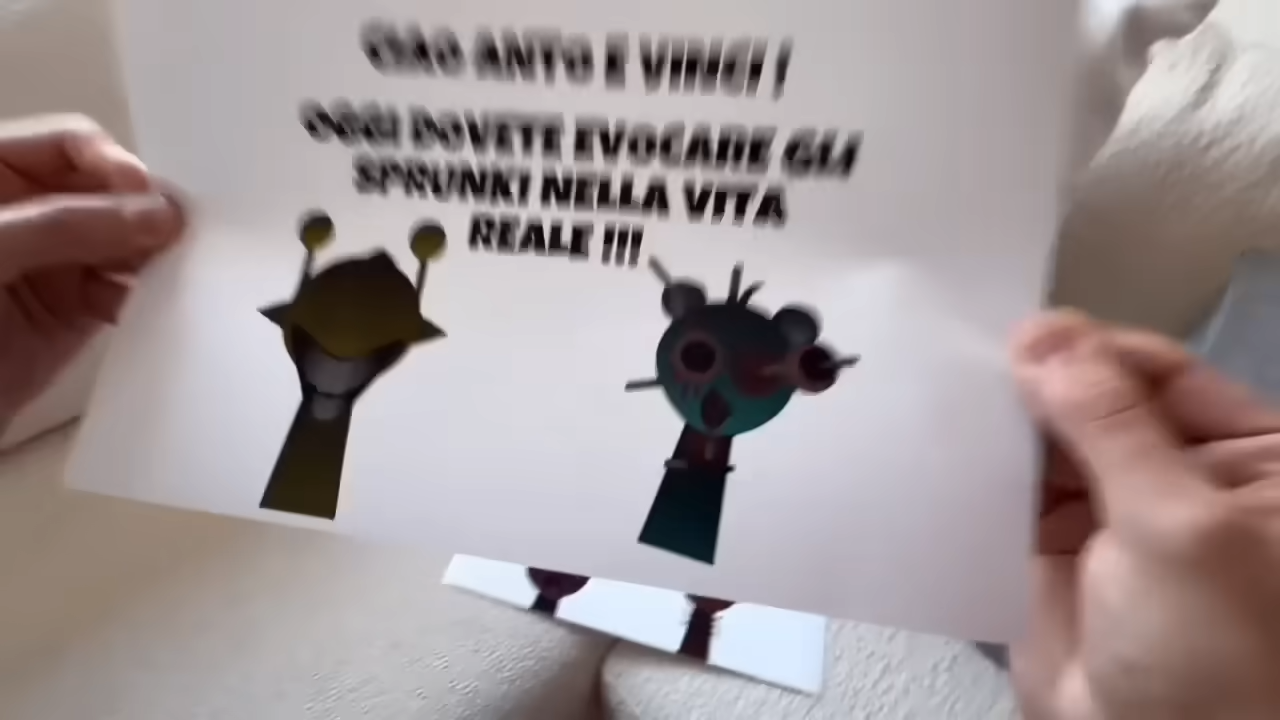 CIAO ANTO E VINCI !
OGGI DOVETE EVOCARE GLI
SPRUNKI NELLA VITA
REALE !!!